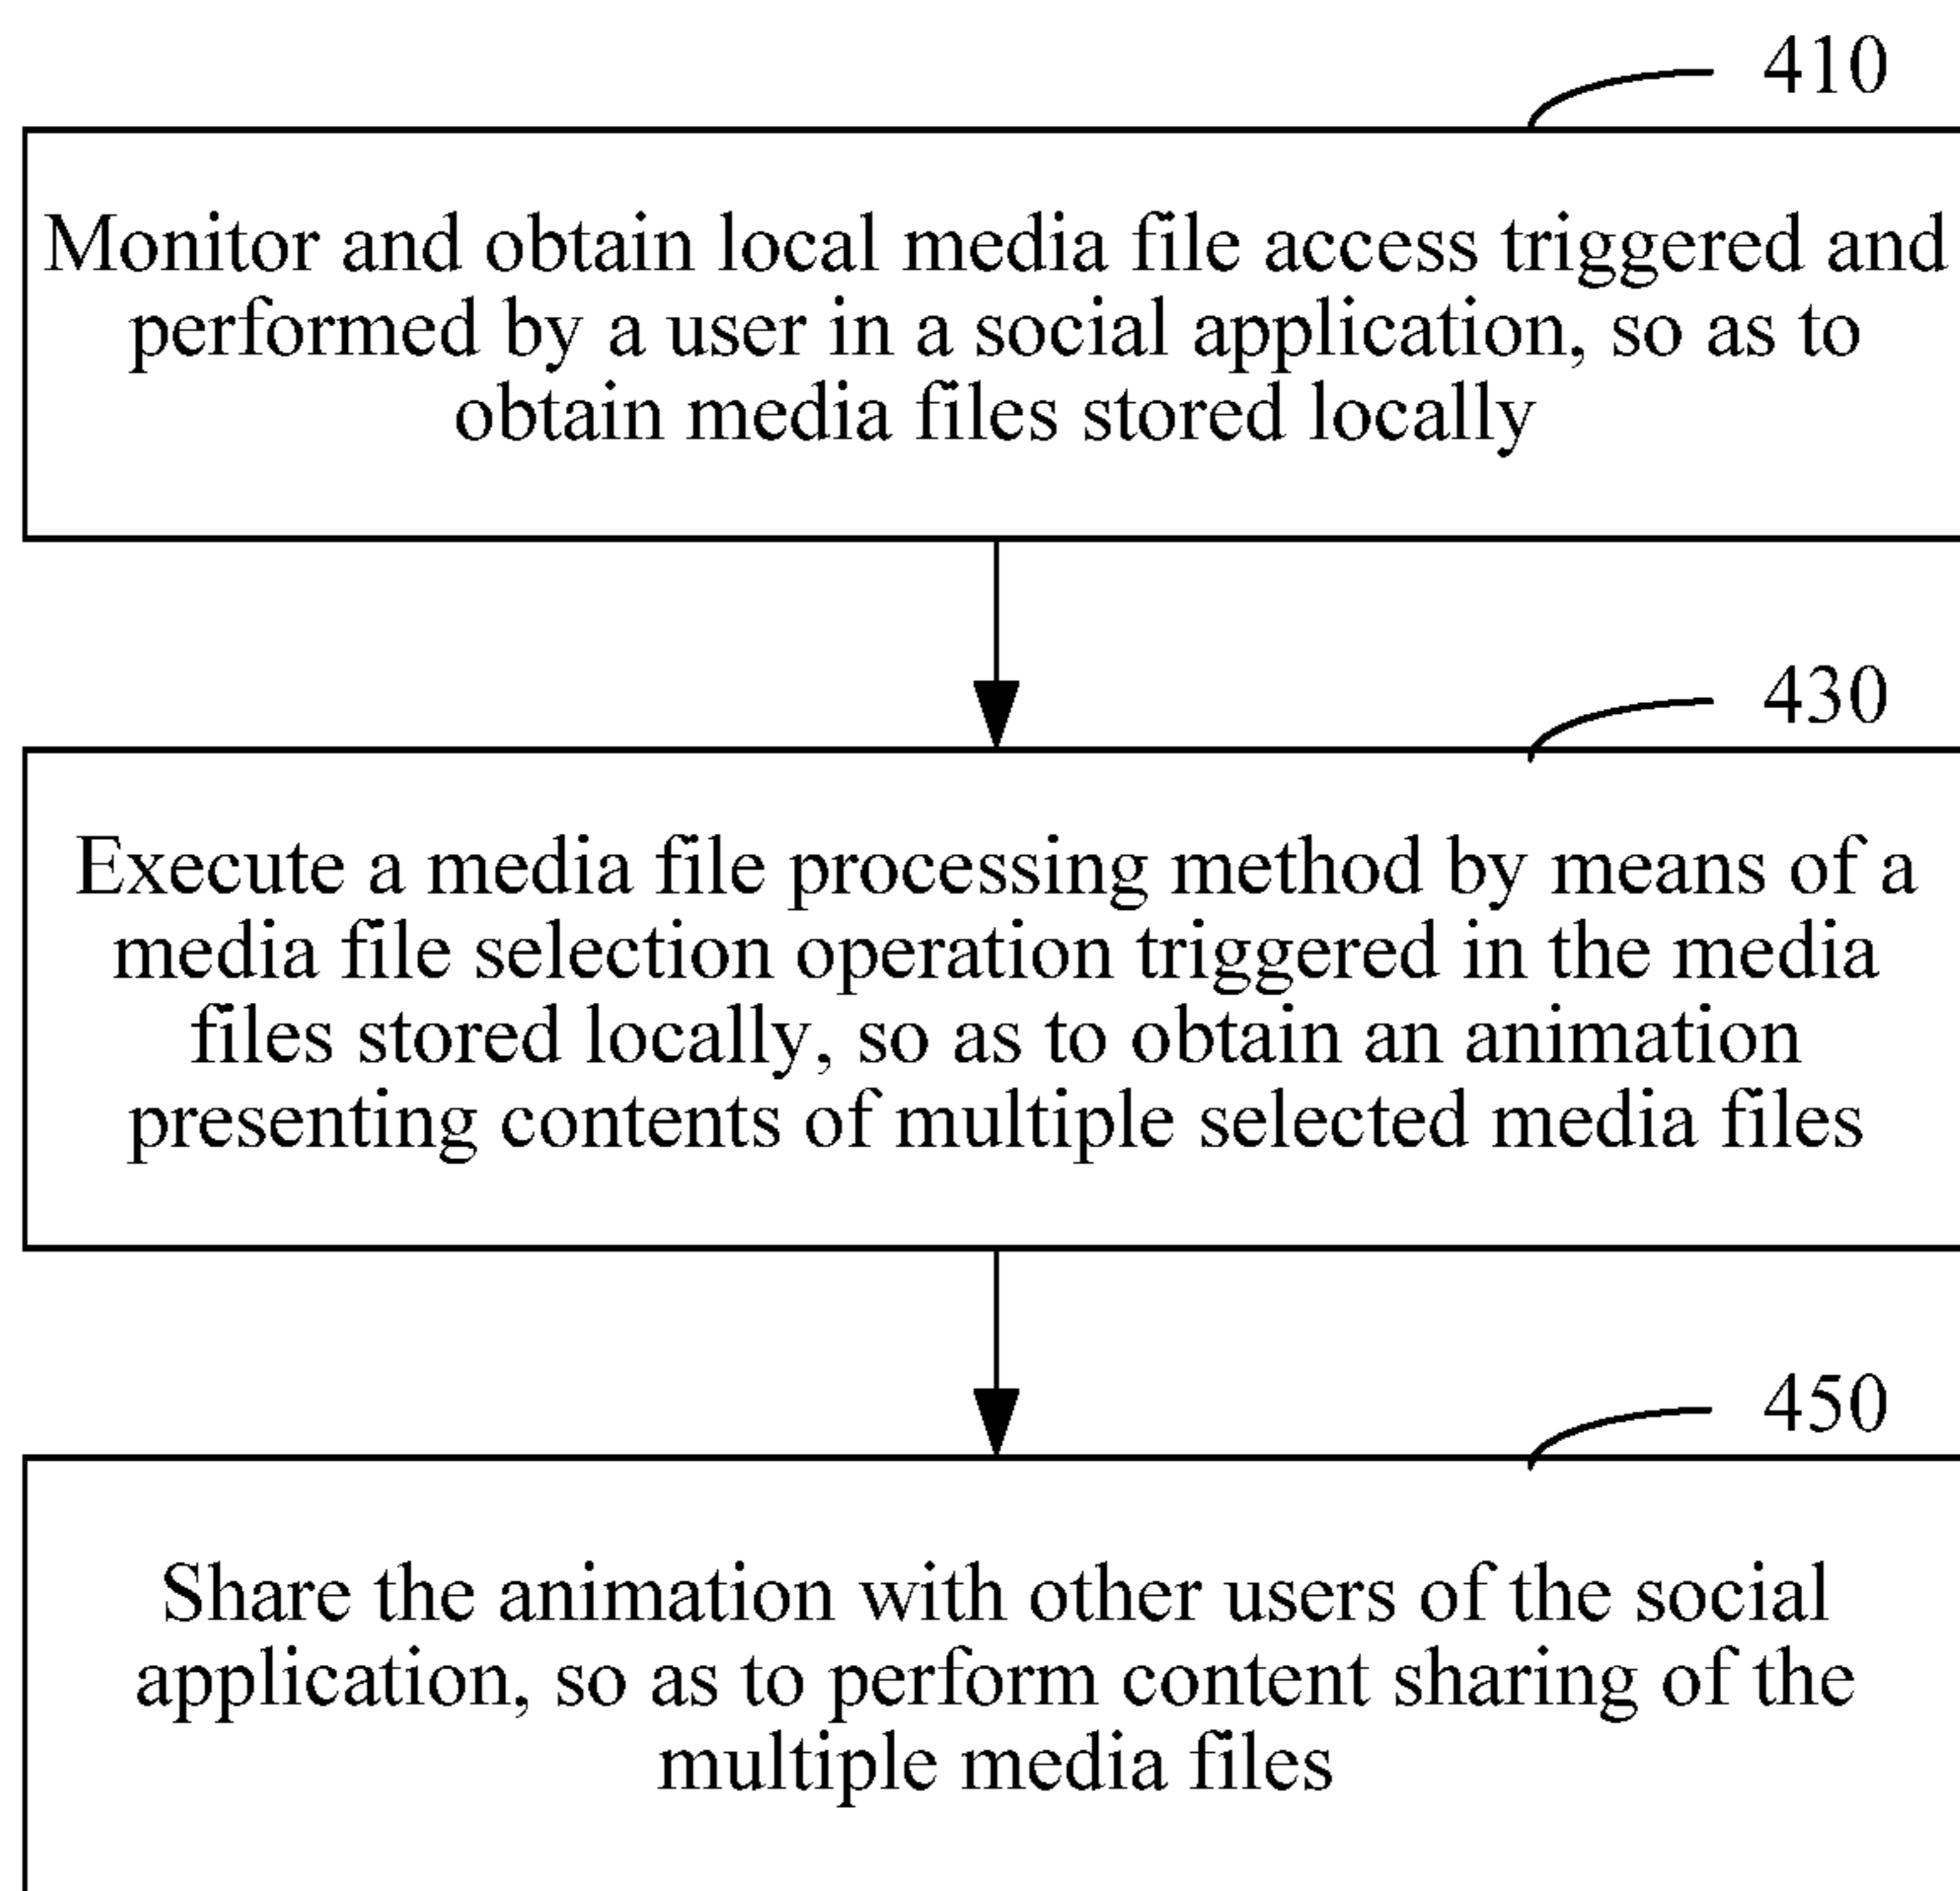 410
Monitor and obtain local media file access triggered and
performed by a user in a social application, so as to
obtain media files stored locally
430
Execute a media file processing method by means of a
media file selection operation triggered in the media
files stored locally, so as to obtain an animation
presenting contents of multiple selected media files
450
Share the animation with other users of the social
application, so as to perform content sharing of the
multiple media files